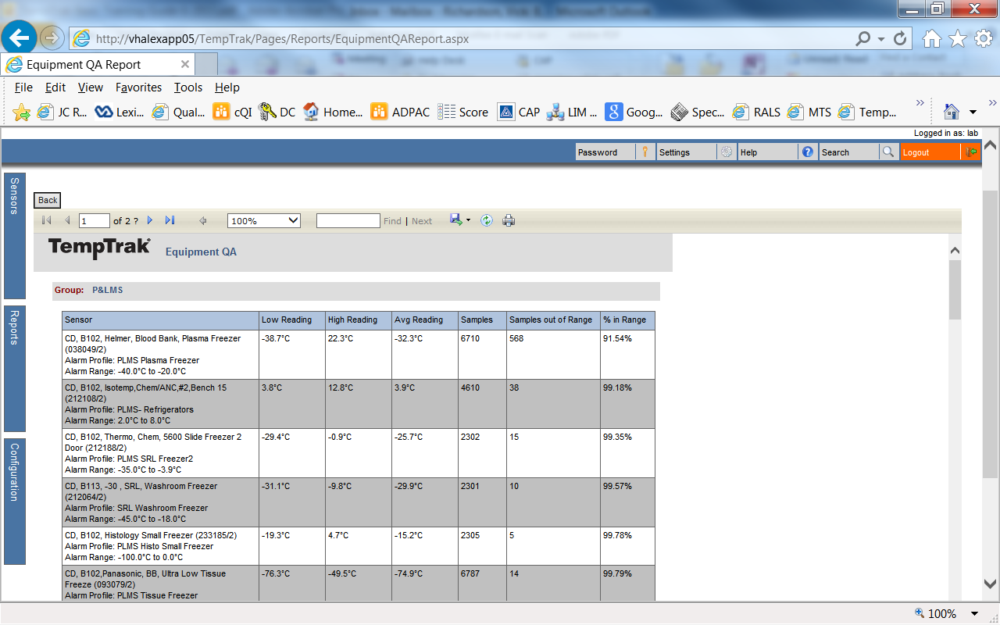 http://vhalexapp05/TempTrak/Pages/Reports/EquipmentQAReport.aspx
Equipment QA Report
File Edit View Favorites Tools Help
JC R... Lexi... Qual... cQI DC Home... ADPAC Score CAP LIM ... Goog... Spec... RALS MTS Temp...
Logged in as: lab
Password Settings Help Search Logout
Sensors
Reports
Configuration
Back
1 of 2 ? 100% Find | Next
TempTrak Equipment QA
Group: P&LMS
Sensor Low Reading High Reading Avg Reading Samples Samples out of Range % in Range
CD, B102, Helmer, Blood Bank, Plasma Freezer -38.7°C 22.3°C -32.3°C 6710 568 91.54%
(038049/2)
Alarm Profile: PLMS Plasma Freezer
Alarm Range: -40.0°C to -20.0°C
CD, B102, Isotemp,Chem/ANC,#2,Bench 15 3.8°C 12.8°C 3.9°C 4610 38 99.18%
(212108/2)
Alarm Profile: PLMS- Refrigerators
Alarm Range: 2.0°C to 8.0°C
CD, B102, Thermo, Chem, 5600 Slide Freezer 2 -29.4°C -0.9°C -25.7°C 2302 15 99.35%
Door (212188/2)
Alarm Profile: PLMS SRL Freezer2
Alarm Range: -35.0°C to -3.9°C
CD, B113, -30 , SRL, Washroom Freezer -31.1°C -9.8°C -29.9°C 2301 10 99.57%
(212064/2)
Alarm Profile: SRL Washroom Freezer
Alarm Range: -45.0°C to -18.0°C
CD, B102, Histology Small Freezer (233185/2) -19.3°C 4.7°C -15.2°C 2305 5 99.78%
Alarm Profile: PLMS Histo Small Freezer
Alarm Range: -100.0°C to 0.0°C
CD, B102,Panasonic, BB, Ultra Low Tissue -76.3°C -49.5°C -74.9°C 6787 14 99.79%
Freeze (093079/2)
Alarm Profile: PLMS Tissue Freezer
100%